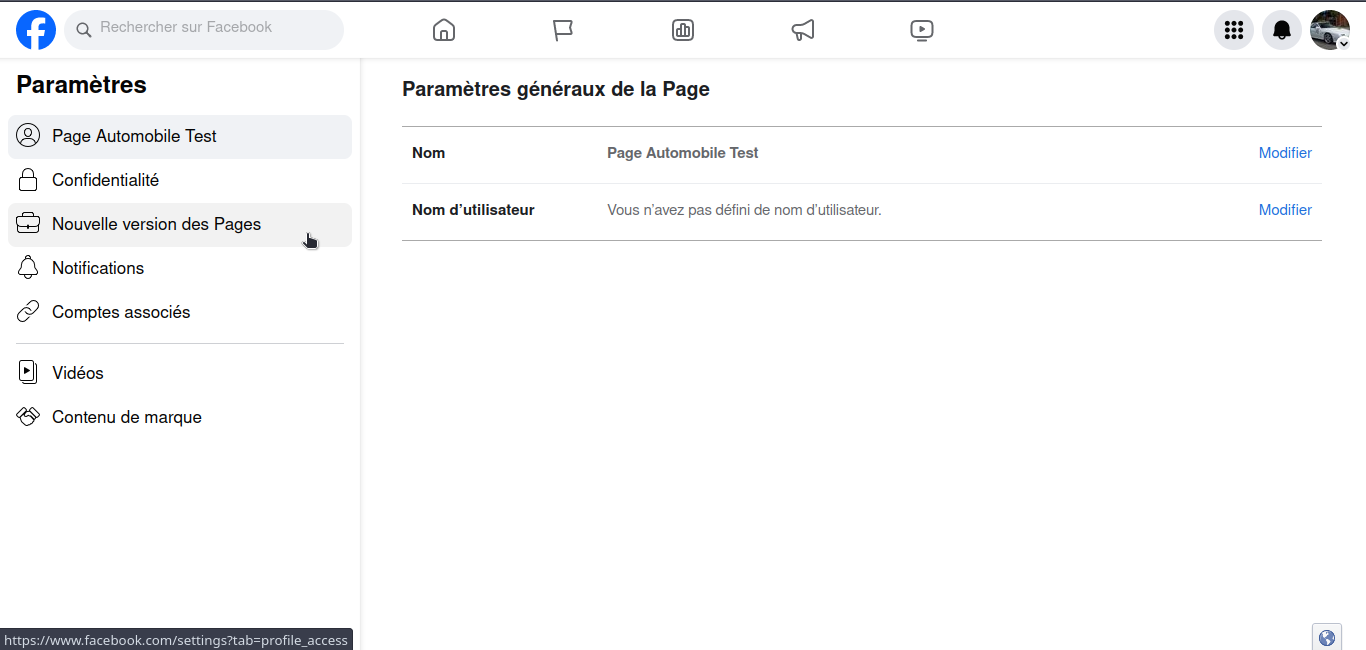 Rechercher sur Facebook
Paramètres
Page Automobile Test
Confidentialité
Nouvelle version des Pages
Notifications
Comptes associés
Vidéos
Contenu de marque
Paramètres généraux de la Page
Nom Page Automobile Test Modifier
Nom d’utilisateur Vous n’avez pas défini de nom d’utilisateur. Modifier
https://www.facebook.com/settings?tab=profile_access